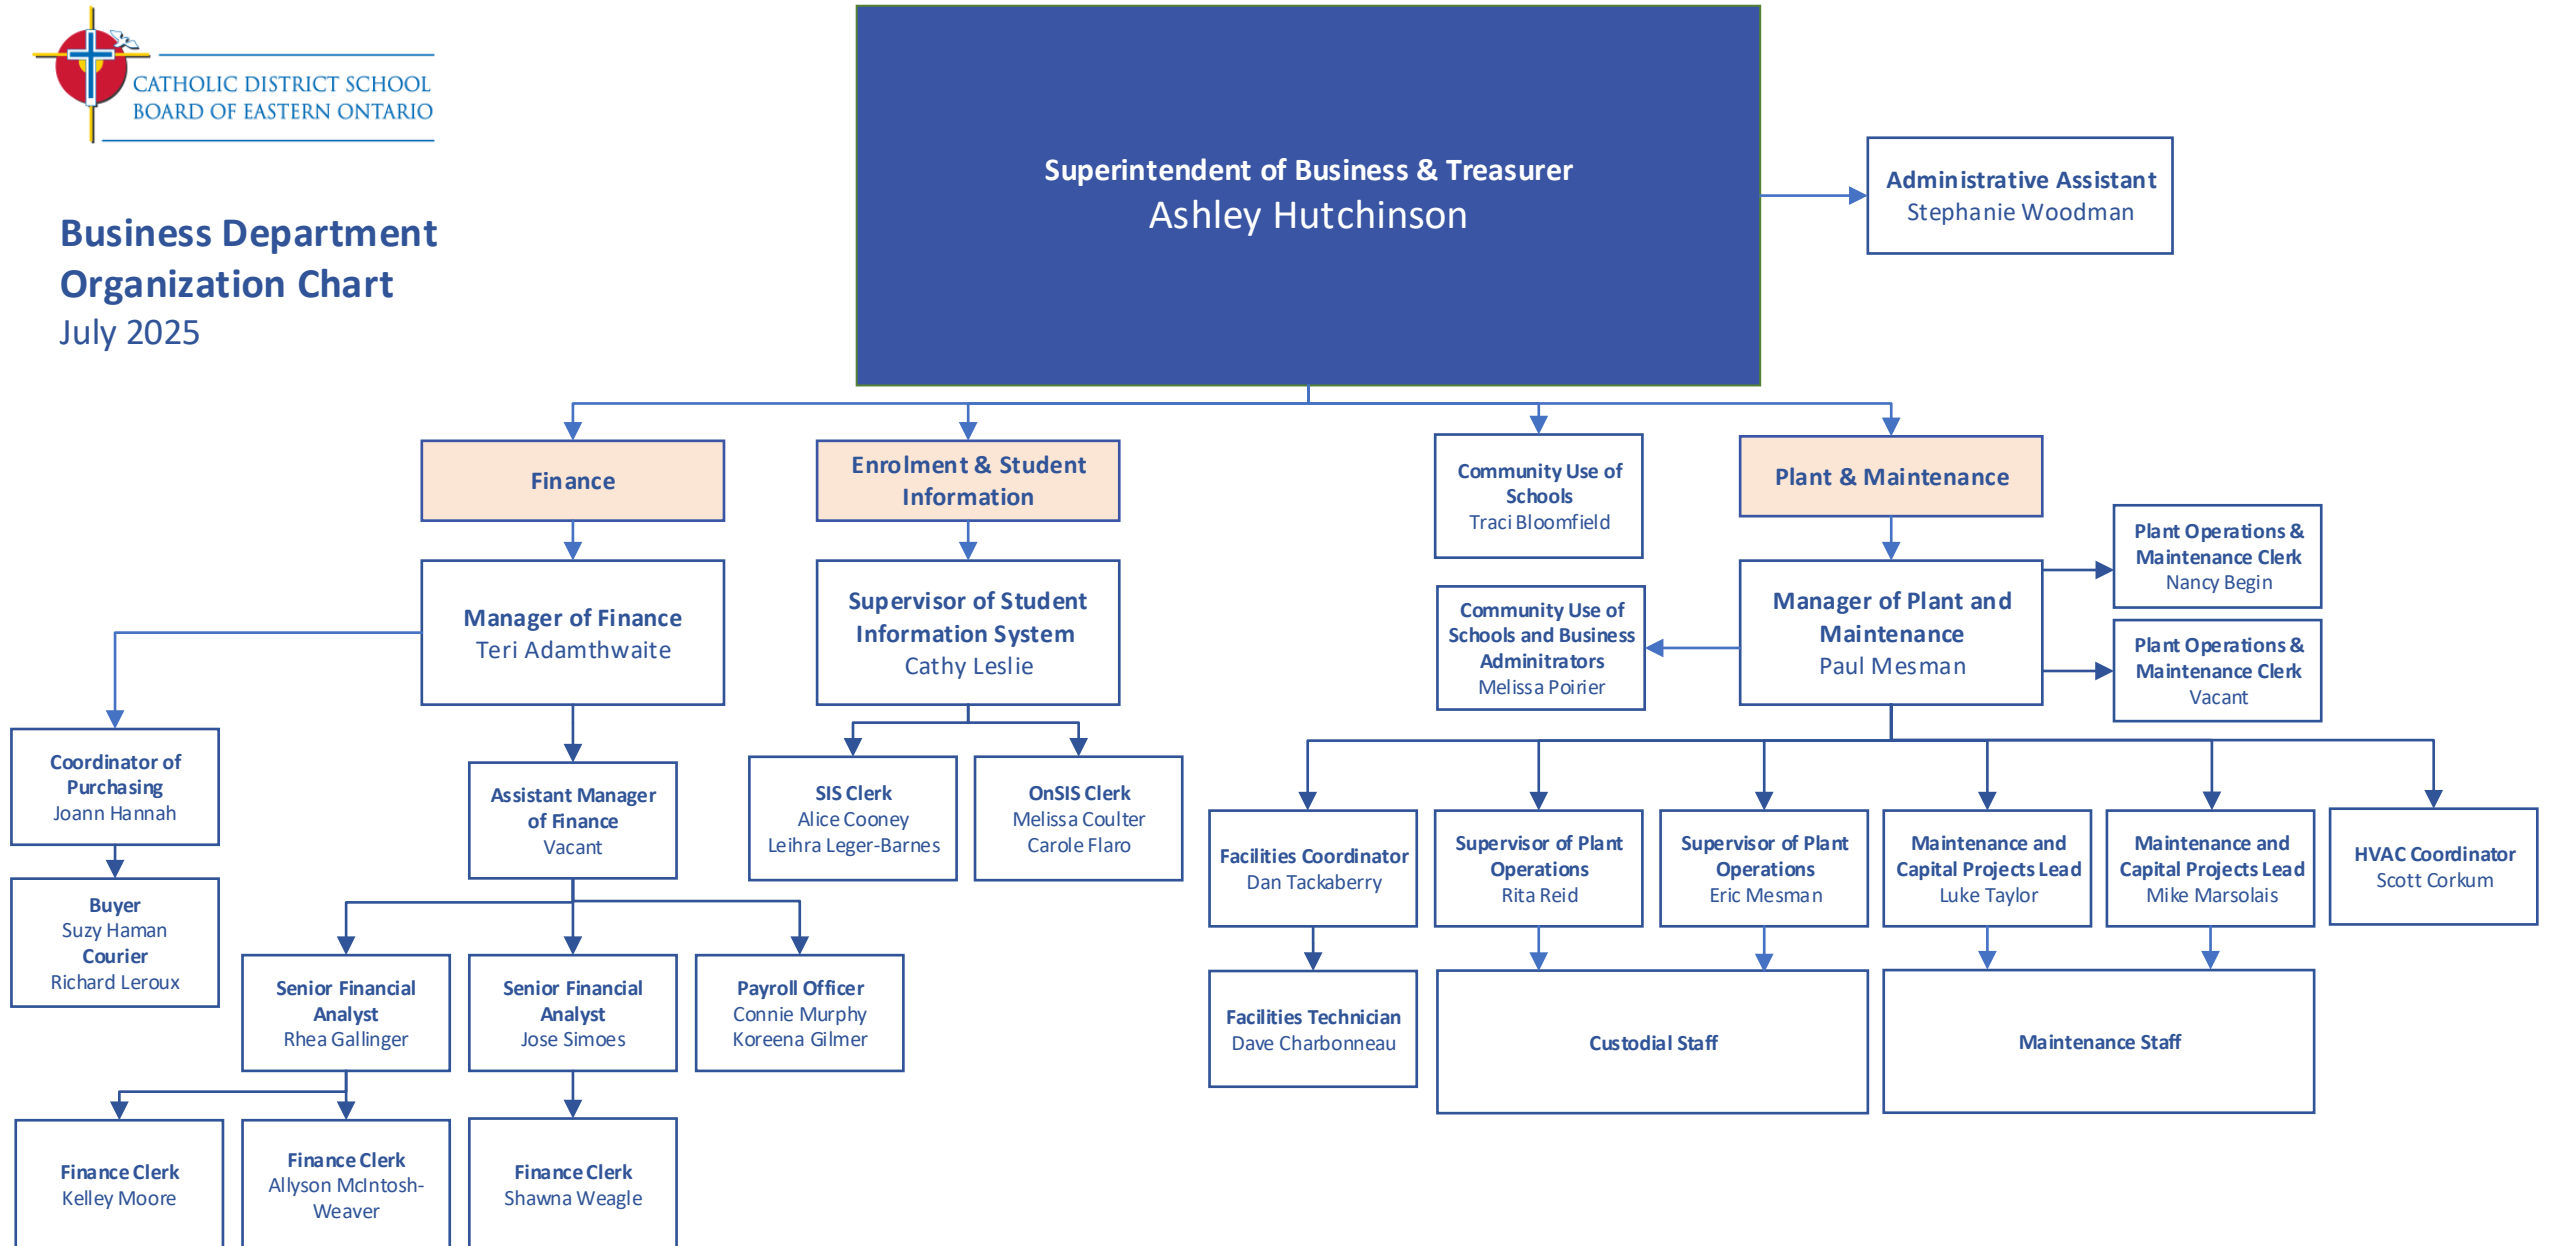 CATHOLIC DISTRICT SCHOOL
BOARD OF EASTERN ONTARIO
Business Department
Organization Chart
July 2025
Superintendent of Business & Treasurer
Ashley Hutchinson
Administrative Assistant
Stephanie Woodman
Finance
Enrolment & Student
Information
Community Use of
Schools
Traci Bloomfield
Plant & Maintenance
Manager of Finance
Teri Adamthwaite
Supervisor of Student
Information System
Cathy Leslie
Community Use of
Schools and Business
Adminitrators
Melissa Poirier
Manager of Plant and
Maintenance
Paul Mesman
Plant Operations &
Maintenance Clerk
Nancy Begin
Plant Operations &
Maintenance Clerk
Vacant
Coordinator of
Purchasing
Joann Hannah
Assistant Manager
of Finance
Vacant
SIS Clerk
Alice Cooney
Leihra Leger-Barnes
OnSIS Clerk
Melissa Coulter
Carole Flaro
Facilities Coordinator
Dan Tackaberry
Supervisor of Plant
Operations
Rita Reid
Supervisor of Plant
Operations
Eric Mesman
Maintenance and
Capital Projects Lead
Luke Taylor
Maintenance and
Capital Projects Lead
Mike Marsolais
HVAC Coordinator
Scott Corkum
Buyer
Suzy Haman
Courier
Richard Leroux
Senior Financial
Analyst
Rhea Gallinger
Senior Financial
Analyst
Jose Simoes
Payroll Officer
Connie Murphy
Koreena Gilmer
Facilities Technician
Dave Charbonneau
Custodial Staff
Maintenance Staff
Finance Clerk
Kelley Moore
Finance Clerk
Allyson McIntosh-
Weaver
Finance Clerk
Shawna Weagle